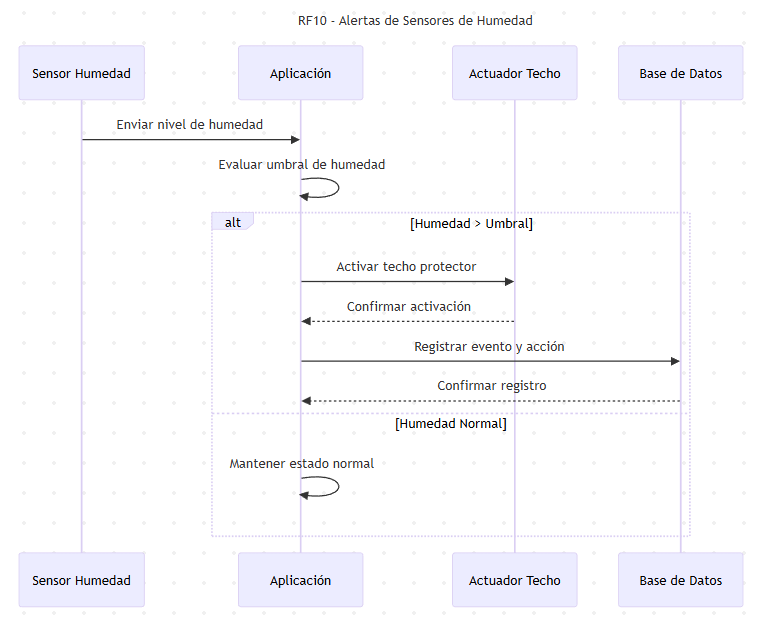 RF10 - Alertas de Sensores de Humedad
Sensor Humedad
Aplicación
Actuador Techo
Base de Datos
Enviar nivel de humedad
Evaluar umbral de humedad
alt
[Humedad > Umbral]
Activar techo protector
Confirmar activación
Registrar evento y acción
Confirmar registro
[Humedad Normal]
Mantener estado normal
Sensor Humedad
Aplicación
Actuador Techo
Base de Datos